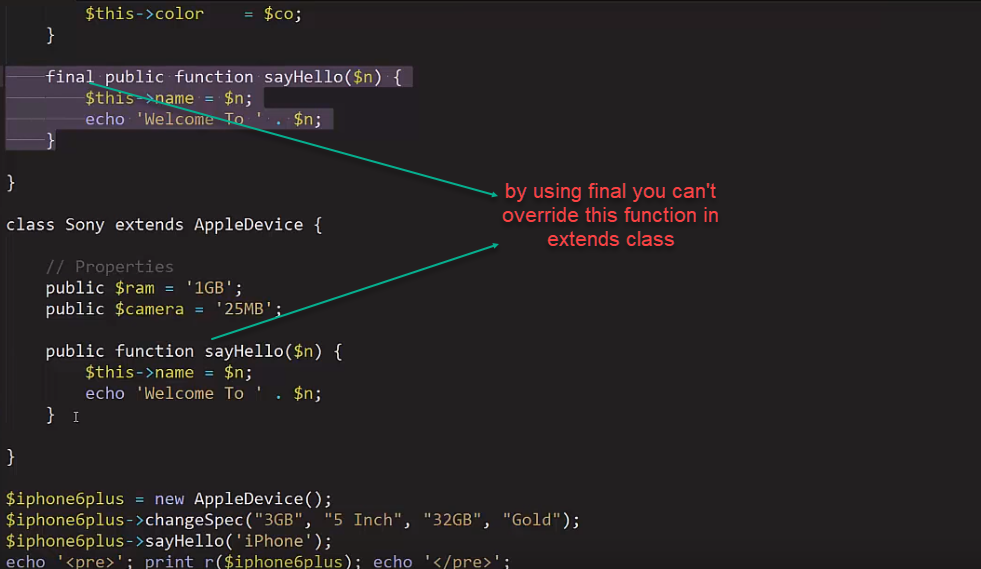 $this->color    = $co;
}
final public function sayHello($n) {
$this->name = $n;
echo 'Welcome To ' . $n;
}
}
by using final you can't
override this function in
extends class
class Sony extends AppleDevice {
// Properties
public $ram = '1GB';
public $camera = '25MB';
public function sayHello($n) {
$this->name = $n;
echo 'Welcome To ' . $n;
}
}
$iphone6plus = new AppleDevice();
$iphone6plus->changeSpec("3GB", "5 Inch", "32GB", "Gold");
$iphone6plus->sayHello('iPhone');
echo '<pre>'; print_r($iphone6plus); echo '</pre>';